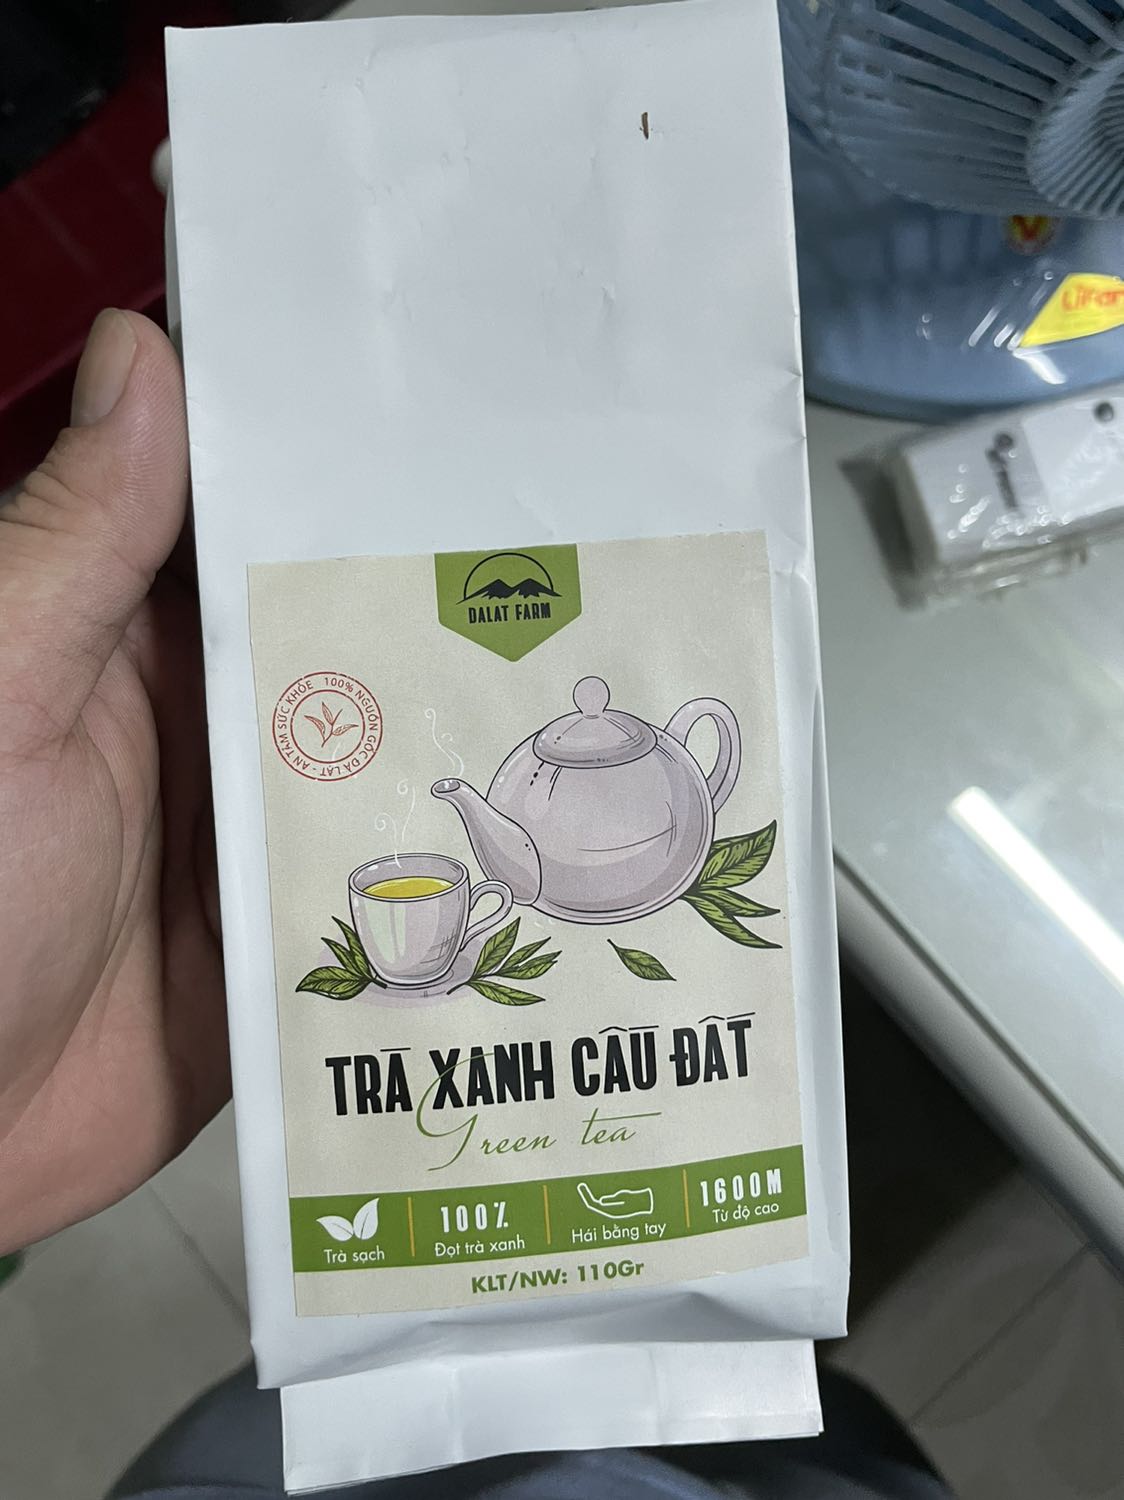 DALAT FARM
AN TÂM SỨC KHỎE - 100% NGUỒN GỐC ĐÀ LẠT -
TRÀ XANH CẦU ĐẤT
Green tea
Trà sạch
100%
Đọt trà xanh
Hái bằng tay
1600M
Từ độ cao
KLT/NW: 110Gr